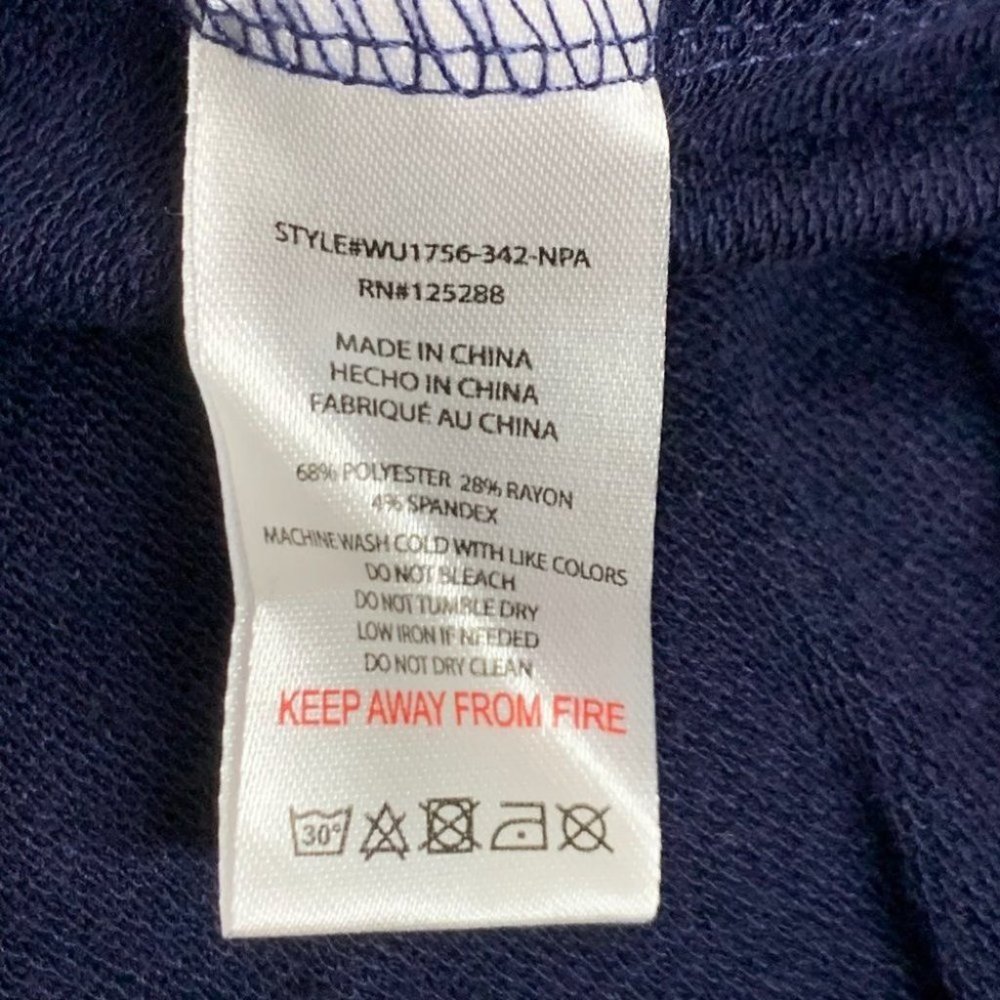 STYLE#WU1756-342-NPA
RN#125288
MADE IN CHINA
HECHO IN CHINA
FABRIQUÉ AU CHINA
68% POLYESTER 28% RAYON
4% SPANDEX
MACHINE WASH COLD WITH LIKE COLORS
DO NOT BLEACH
DO NOT TUMBLE DRY
LOW IRON IF NEEDED
DO NOT DRY CLEAN
KEEP AWAY FROM FIRE
30°